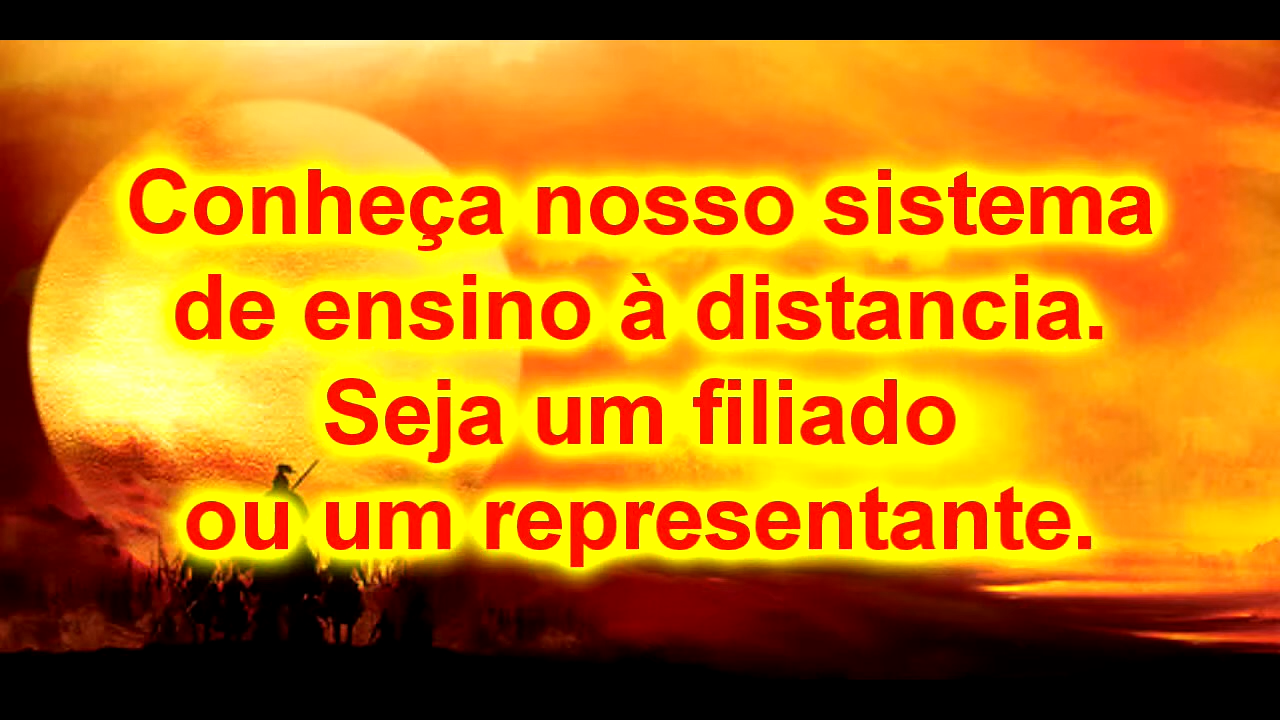 Conheça nosso sistema
de ensino à distancia.
Seja um filiado
ou um representante.